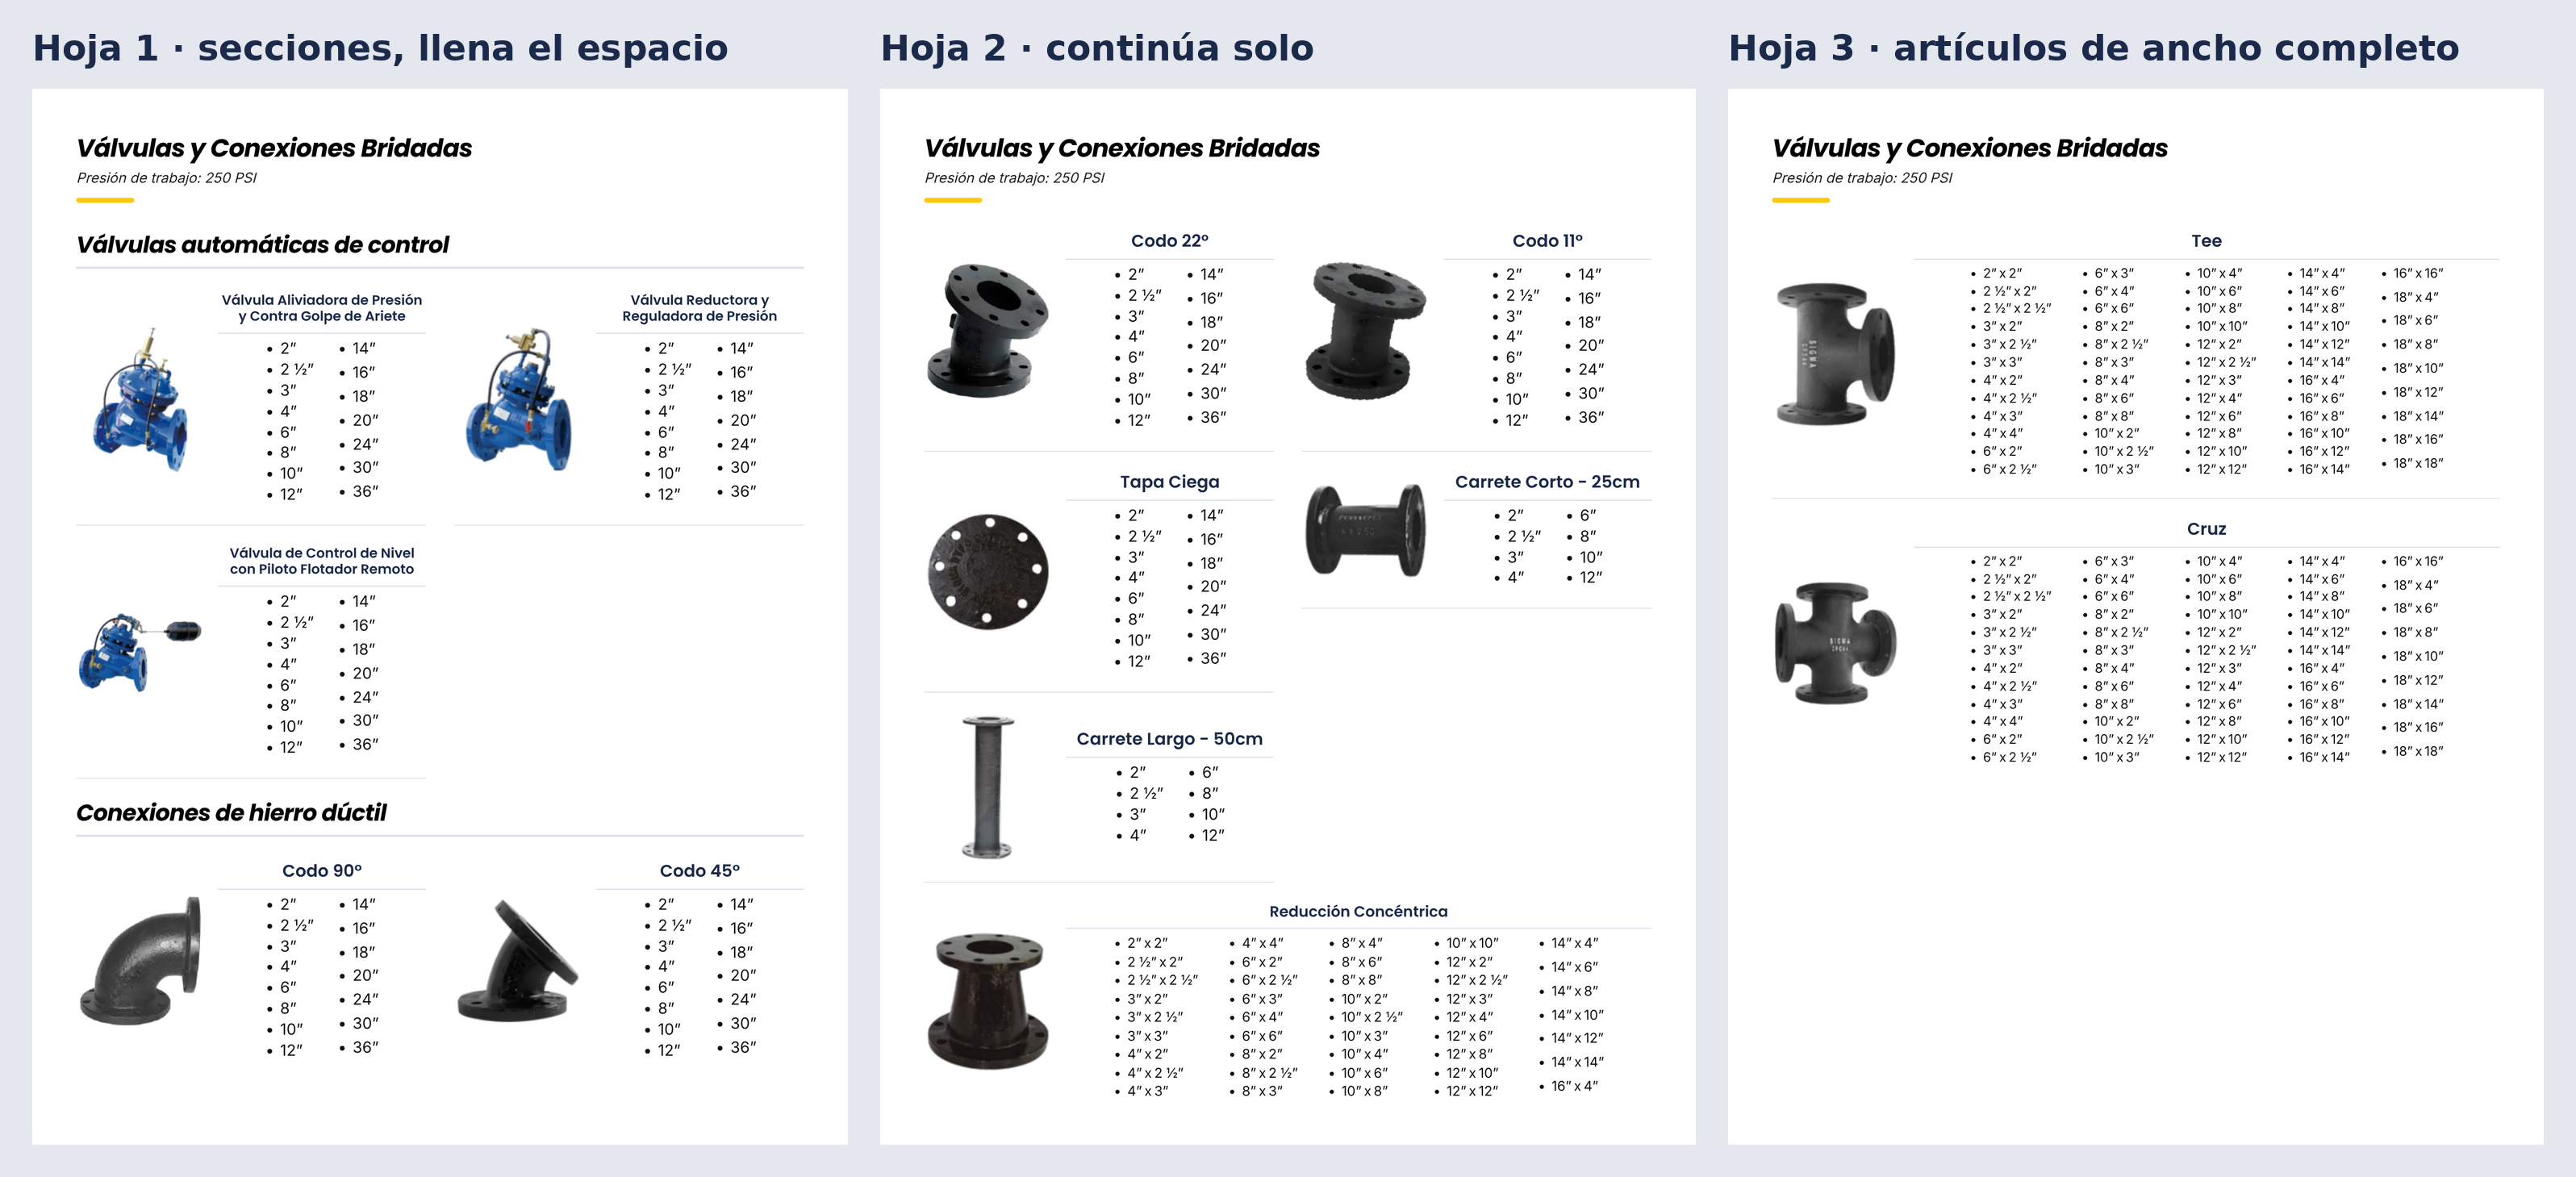 Hoja 1 · secciones, llena el espacio
Válvulas y Conexiones Bridadas
Presión de trabajo: 250 PSI
Válvulas automáticas de control
Válvula Aliviadora de Presión
y Contra Golpe de Ariete
• 2”
• 2 ½”
• 3”
• 4”
• 6”
• 8”
• 10”
• 12”
• 14”
• 16”
• 18”
• 20”
• 24”
• 30”
• 36”
Válvula Reductora y
Reguladora de Presión
• 2”
• 2 ½”
• 3”
• 4”
• 6”
• 8”
• 10”
• 12”
• 14”
• 16”
• 18”
• 20”
• 24”
• 30”
• 36”
Válvula de Control de Nivel
con Piloto Flotador Remoto
• 2”
• 2 ½”
• 3”
• 4”
• 6”
• 8”
• 10”
• 12”
• 14”
• 16”
• 18”
• 20”
• 24”
• 30”
• 36”
Conexiones de hierro dúctil
Codo 90°
• 2”
• 2 ½”
• 3”
• 4”
• 6”
• 8”
• 10”
• 12”
• 14”
• 16”
• 18”
• 20”
• 24”
• 30”
• 36”
Codo 45°
• 2”
• 2 ½”
• 3”
• 4”
• 6”
• 8”
• 10”
• 12”
• 14”
• 16”
• 18”
• 20”
• 24”
• 30”
• 36”
Hoja 2 · continúa solo
Válvulas y Conexiones Bridadas
Presión de trabajo: 250 PSI
Codo 22°
• 2”
• 2 ½”
• 3”
• 4”
• 6”
• 8”
• 10”
• 12”
• 14”
• 16”
• 18”
• 20”
• 24”
• 30”
• 36”
Codo 11°
• 2”
• 2 ½”
• 3”
• 4”
• 6”
• 8”
• 10”
• 12”
• 14”
• 16”
• 18”
• 20”
• 24”
• 30”
• 36”
Tapa Ciega
• 2”
• 2 ½”
• 3”
• 4”
• 6”
• 8”
• 10”
• 12”
• 14”
• 16”
• 18”
• 20”
• 24”
• 30”
• 36”
Carrete Corto - 25cm
• 2”
• 2 ½”
• 3”
• 4”
• 6”
• 8”
• 10”
• 12”
Carrete Largo - 50cm
• 2”
• 2 ½”
• 3”
• 4”
• 6”
• 8”
• 10”
• 12”
Reducción Concéntrica
• 2” x 2”
• 2 ½” x 2”
• 2 ½” x 2 ½”
• 3” x 2”
• 3” x 2 ½”
• 3” x 3”
• 4” x 2”
• 4” x 2 ½”
• 4” x 3”
• 4” x 4”
• 6” x 2”
• 6” x 2 ½”
• 6” x 3”
• 6” x 4”
• 6” x 6”
• 8” x 2”
• 8” x 2 ½”
• 8” x 3”
• 8” x 4”
• 8” x 6”
• 8” x 8”
• 10” x 2”
• 10” x 2 ½”
• 10” x 3”
• 10” x 4”
• 10” x 6”
• 10” x 8”
• 10” x 10”
• 12” x 2”
• 12” x 2 ½”
• 12” x 3”
• 12” x 4”
• 12” x 6”
• 12” x 8”
• 12” x 10”
• 12” x 12”
• 14” x 4”
• 14” x 6”
• 14” x 8”
• 14” x 10”
• 14” x 12”
• 14” x 14”
• 16” x 4”
Hoja 3 · artículos de ancho completo
Válvulas y Conexiones Bridadas
Presión de trabajo: 250 PSI
Tee
SIGMA
• 2” x 2”
• 2 ½” x 2”
• 2 ½” x 2 ½”
• 3” x 2”
• 3” x 2 ½”
• 3” x 3”
• 4” x 2”
• 4” x 2 ½”
• 4” x 3”
• 4” x 4”
• 6” x 2”
• 6” x 2 ½”
• 6” x 3”
• 6” x 4”
• 6” x 6”
• 8” x 2”
• 8” x 2 ½”
• 8” x 3”
• 8” x 4”
• 8” x 6”
• 8” x 8”
• 10” x 2”
• 10” x 2 ½”
• 10” x 3”
• 10” x 4”
• 10” x 6”
• 10” x 8”
• 10” x 10”
• 12” x 2”
• 12” x 2 ½”
• 12” x 3”
• 12” x 4”
• 12” x 6”
• 12” x 8”
• 12” x 10”
• 12” x 12”
• 14” x 4”
• 14” x 6”
• 14” x 8”
• 14” x 10”
• 14” x 12”
• 14” x 14”
• 16” x 4”
• 16” x 6”
• 16” x 8”
• 16” x 10”
• 16” x 12”
• 16” x 14”
• 16” x 16”
• 18” x 4”
• 18” x 6”
• 18” x 8”
• 18” x 10”
• 18” x 12”
• 18” x 14”
• 18” x 16”
• 18” x 18”
Cruz
SIGMA
• 2” x 2”
• 2 ½” x 2”
• 2 ½” x 2 ½”
• 3” x 2”
• 3” x 2 ½”
• 3” x 3”
• 4” x 2”
• 4” x 2 ½”
• 4” x 3”
• 4” x 4”
• 6” x 2”
• 6” x 2 ½”
• 6” x 3”
• 6” x 4”
• 6” x 6”
• 8” x 2”
• 8” x 2 ½”
• 8” x 3”
• 8” x 4”
• 8” x 6”
• 8” x 8”
• 10” x 2”
• 10” x 2 ½”
• 10” x 3”
• 10” x 4”
• 10” x 6”
• 10” x 8”
• 10” x 10”
• 12” x 2”
• 12” x 2 ½”
• 12” x 3”
• 12” x 4”
• 12” x 6”
• 12” x 8”
• 12” x 10”
• 12” x 12”
• 14” x 4”
• 14” x 6”
• 14” x 8”
• 14” x 10”
• 14” x 12”
• 14” x 14”
• 16” x 4”
• 16” x 6”
• 16” x 8”
• 16” x 10”
• 16” x 12”
• 16” x 14”
• 16” x 16”
• 18” x 4”
• 18” x 6”
• 18” x 8”
• 18” x 10”
• 18” x 12”
• 18” x 14”
• 18” x 16”
• 18” x 18”